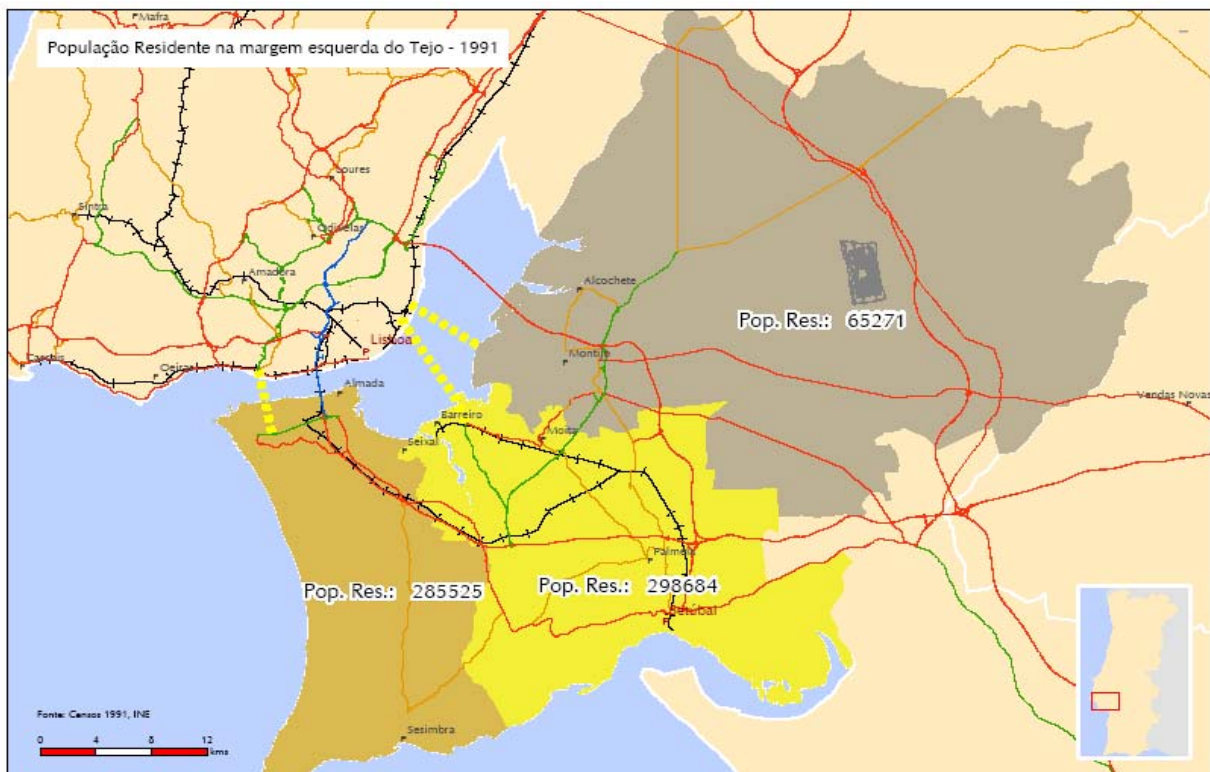 Mafra
População Residente na margem esquerda do Tejo - 1991
Loures
Sintra
Odivelas
Amadora
Alcochete
Pop. Res.: 65271
Lisboa
Montijo
Cascais
Oeiras
Almada
Vendas Novas
Barreiro
Moita
Seixal
Palmela
Pop. Res.: 285525
Pop. Res.: 298684
Setúbal
Fonte: Censos 1991, INE
Sesimbra
0 4 8 12
kms